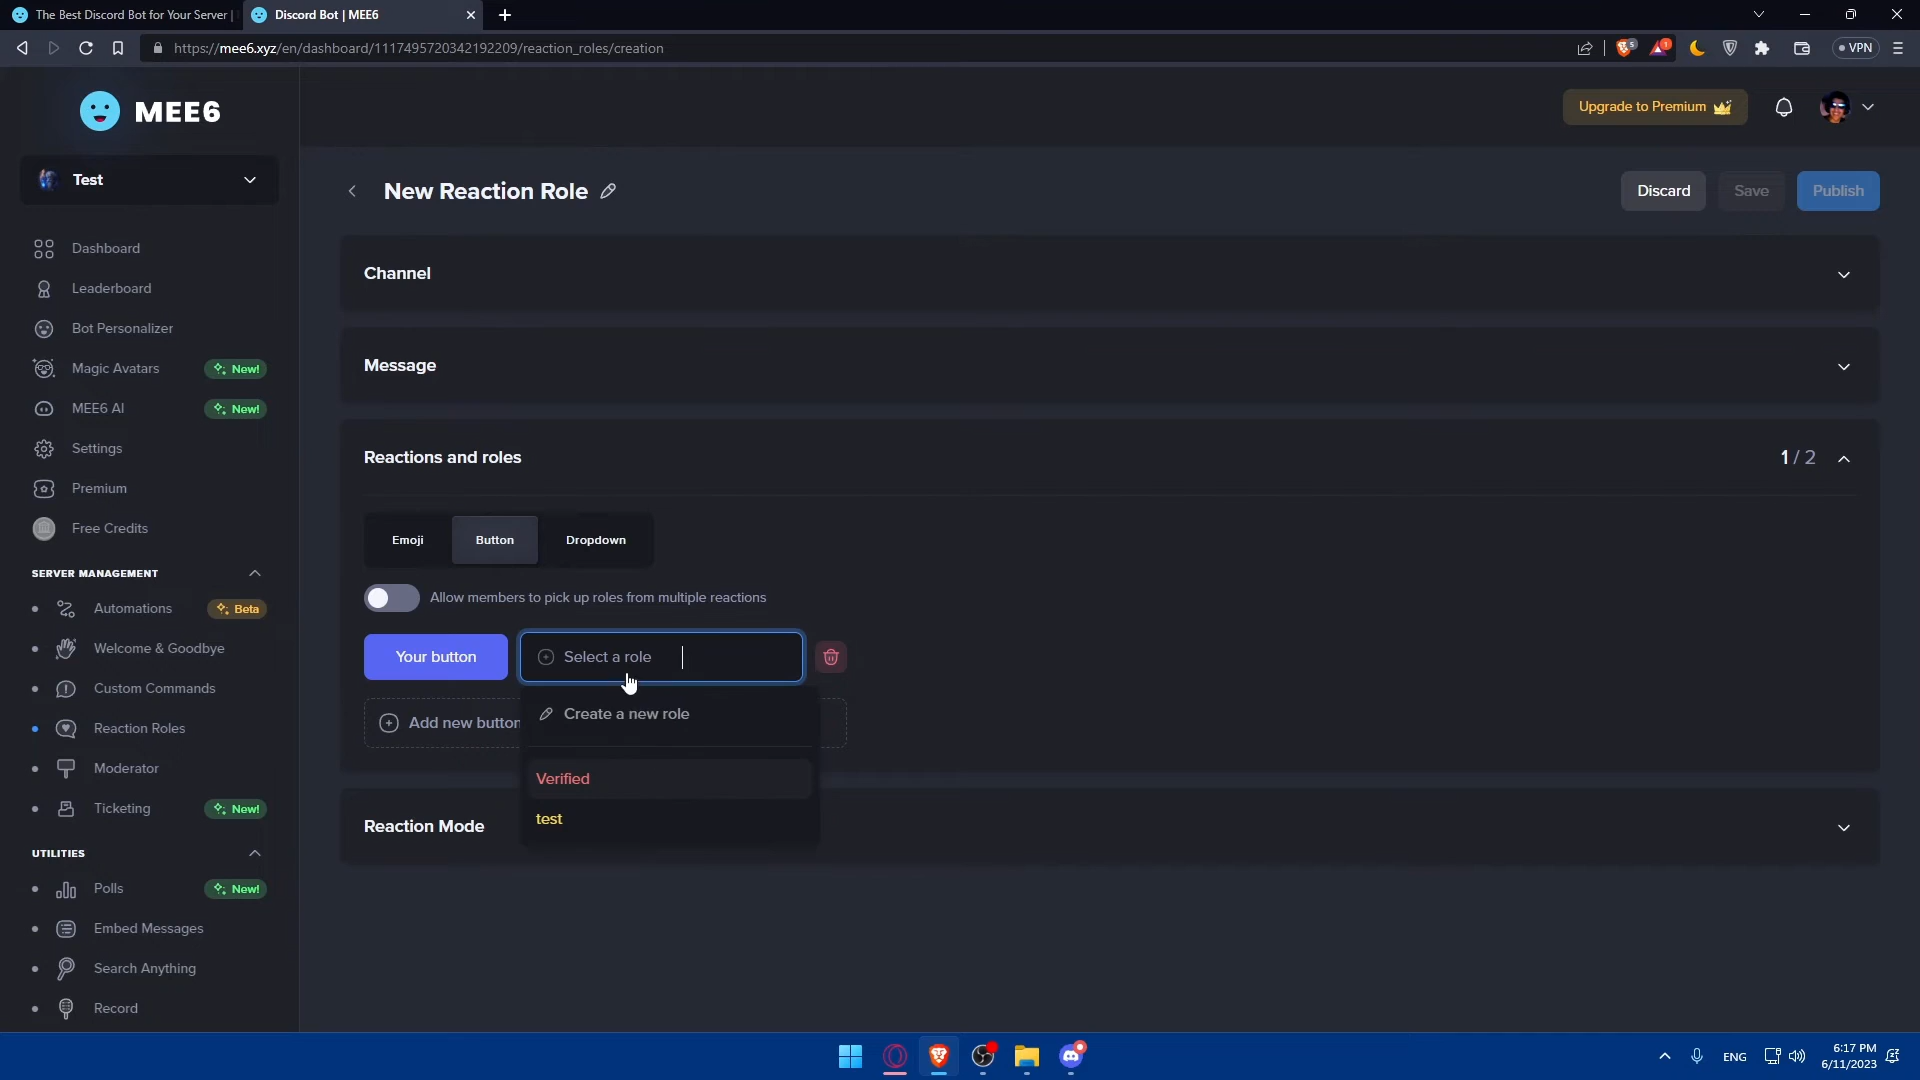 The Best Discord Bot for Your Server |
Discord Bot | MEE6
https://mee6.xyz/en/dashboard/1117495720342192209/reaction_roles/creation
5
1
VPN
MEE6
Upgrade to Premium
Test
New Reaction Role
Discard
Save
Publish
Dashboard
Leaderboard
Bot Personalizer
Magic Avatars
New!
MEE6 AI
New!
Settings
Premium
Free Credits
SERVER MANAGEMENT
Automations
Beta
Welcome & Goodbye
Custom Commands
Reaction Roles
Moderator
Ticketing
New!
UTILITIES
Polls
New!
Embed Messages
Search Anything
Record
Channel
Message
Reactions and roles
1 / 2
Emoji
Button
Dropdown
Allow members to pick up roles from multiple reactions
Your button
Select a role
Add new button
Create a new role
Verified
test
Reaction Mode
ENG
6:17 PM
6/11/2023